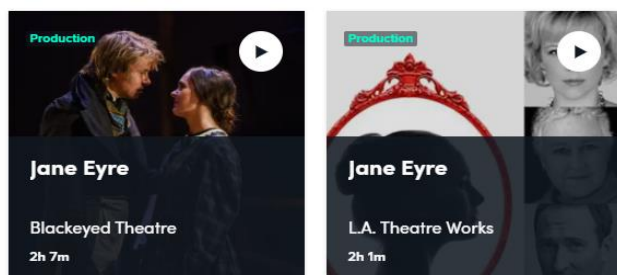 Production
Jane Eyre
Blackeyed Theatre
2h 7m
Production
Jane Eyre
L.A. Theatre Works
2h 1m